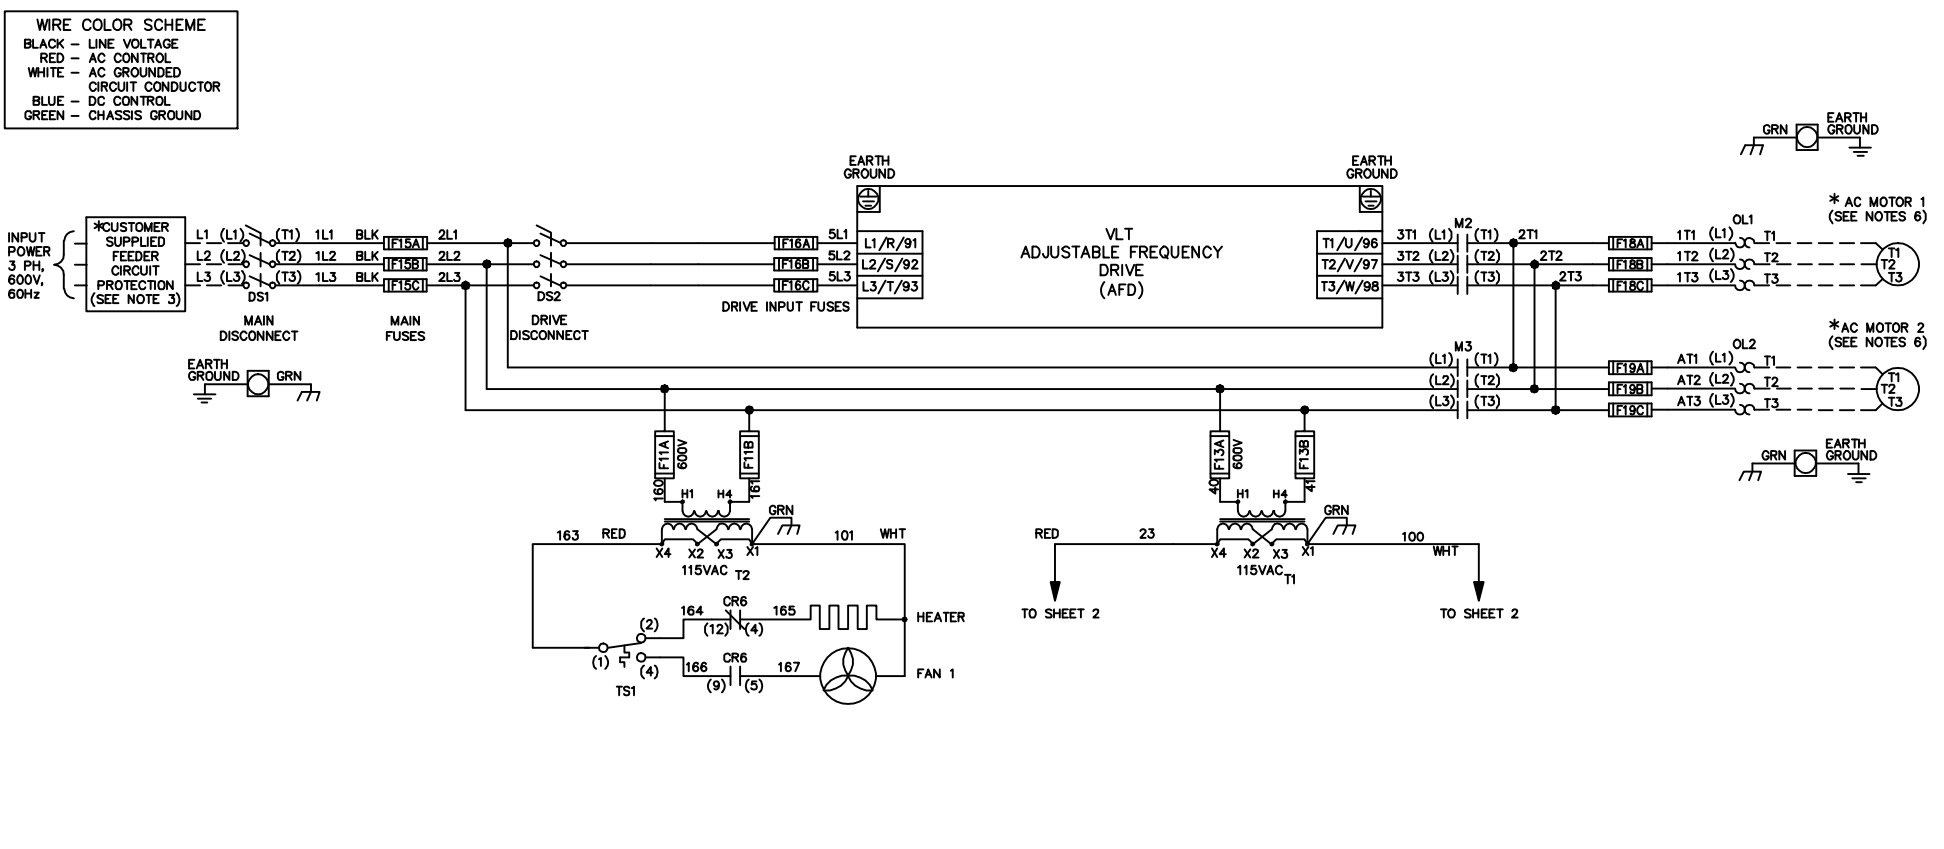 WIRE COLOR SCHEME
BLACK – LINE VOLTAGE
RED – AC CONTROL
WHITE – AC GROUNDED
CIRCUIT CONDUCTOR
BLUE – DC CONTROL
GREEN – CHASSIS GROUND
GRN
EARTH
GROUND
EARTH
GROUND
EARTH
GROUND
INPUT
POWER
3 PH,
600V,
60Hz
*CUSTOMER
SUPPLIED
FEEDER
CIRCUIT
PROTECTION
(SEE NOTE 3)
L1 (L1) (T1) 1L1 BLK F15A 2L1
L2 (L2) (T2) 1L2 BLK F15B 2L2
L3 (L3) (T3) 1L3 BLK F15C 2L3
DS1
MAIN
DISCONNECT
MAIN
FUSES
DS2
DRIVE
DISCONNECT
F16A 5L1 L1/R/91
F16B 5L2 L2/S/92
F16C 5L3 L3/T/93
DRIVE INPUT FUSES
VLT
ADJUSTABLE FREQUENCY
DRIVE
(AFD)
M2
T1/U/96 3T1 (L1) (T1) 2T1
T2/V/97 3T2 (L2) (T2) 2T2
T3/W/98 3T3 (L3) (T3) 2T3
OL1
F18A 1T1 (L1) T1
F18B 1T2 (L2) T2
F18C 1T3 (L3) T3
* AC MOTOR 1
(SEE NOTES 6)
T1
T2
T3
EARTH
GROUND
GRN
M3
(L1) (T1)
(L2) (T2)
(L3) (T3)
OL2
F19A AT1 (L1) T1
F19B AT2 (L2) T2
F19C AT3 (L3) T3
*AC MOTOR 2
(SEE NOTES 6)
T1
T2
T3
GRN
EARTH
GROUND
F11A
600V
F11B
160
161
H1 H4
GRN
163 RED
X4 X2 X3 X1
101 WHT
115VAC T2
164 CR6 165
(12) (4)
HEATER
(2)
(1)
(4)
TS1
166 CR6 167
(9) (5)
FAN 1
F13A
600V
F13B
40
41
H1 H4
GRN
RED 23
X4 X2 X3 X1
100
WHT
115VAC T1
TO SHEET 2
TO SHEET 2